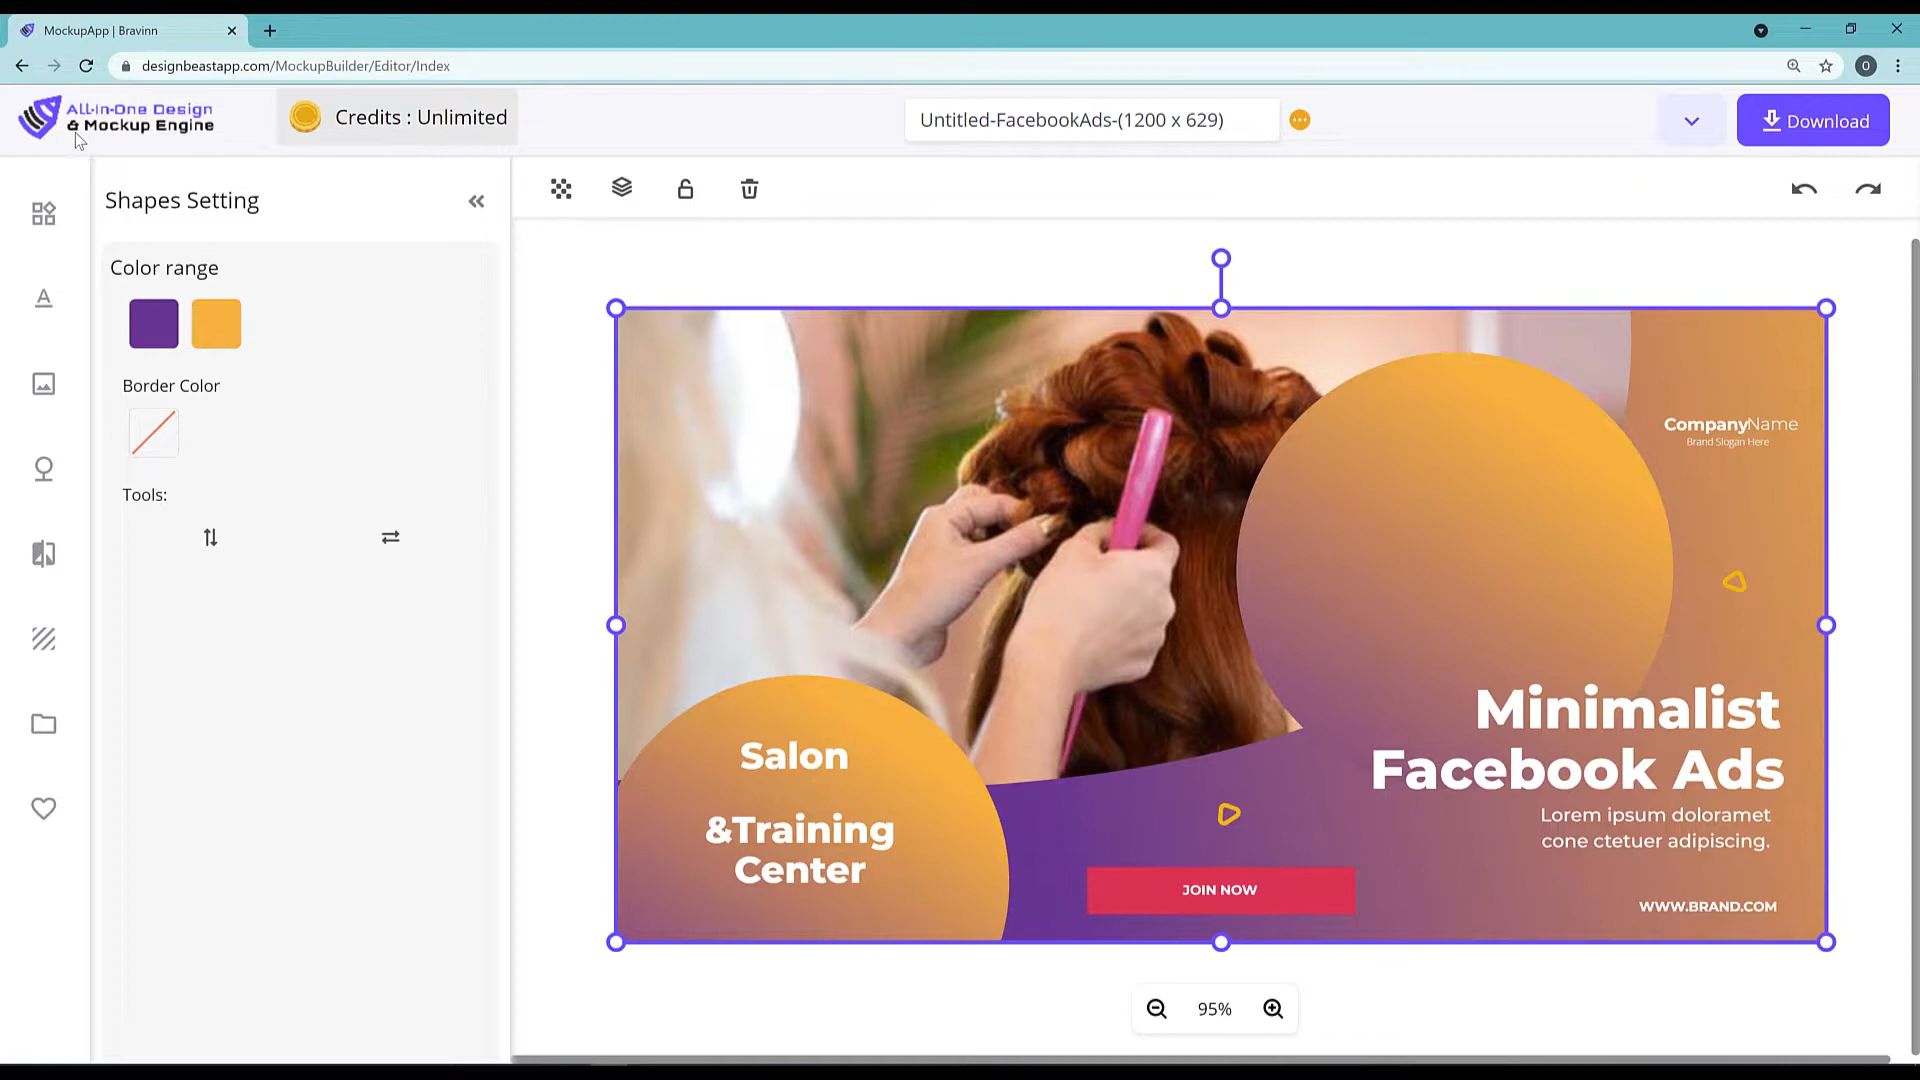 MockupApp | Bravinn
designbeastapp.com/MockupBuilder/Editor/Index
O
All-In-One Design
& Mockup Engine
Credits : Unlimited
Untitled-FacebookAds-(1200 x 629)
Download
Shapes Setting
Color range
Border Color
Tools:
CompanyName
Brand Slogan Here
Minimalist
Facebook Ads
Lorem ipsum doloramet
cone ctetuer adipiscing.
Salon
&Training
Center
JOIN NOW
WWW.BRAND.COM
95%